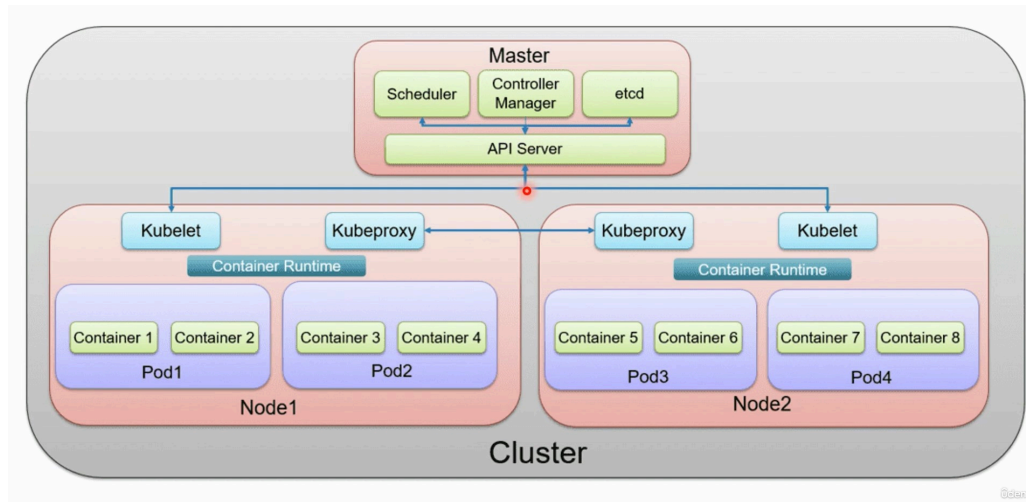 Master
Scheduler
Controller
Manager
etcd
API Server
Kubelet
Kubeproxy
Kubeproxy
Kubelet
Container Runtime
Container Runtime
Container 1
Container 2
Container 3
Container 4
Container 5
Container 6
Container 7
Container 8
Pod1
Pod2
Pod3
Pod4
Node1
Node2
Cluster